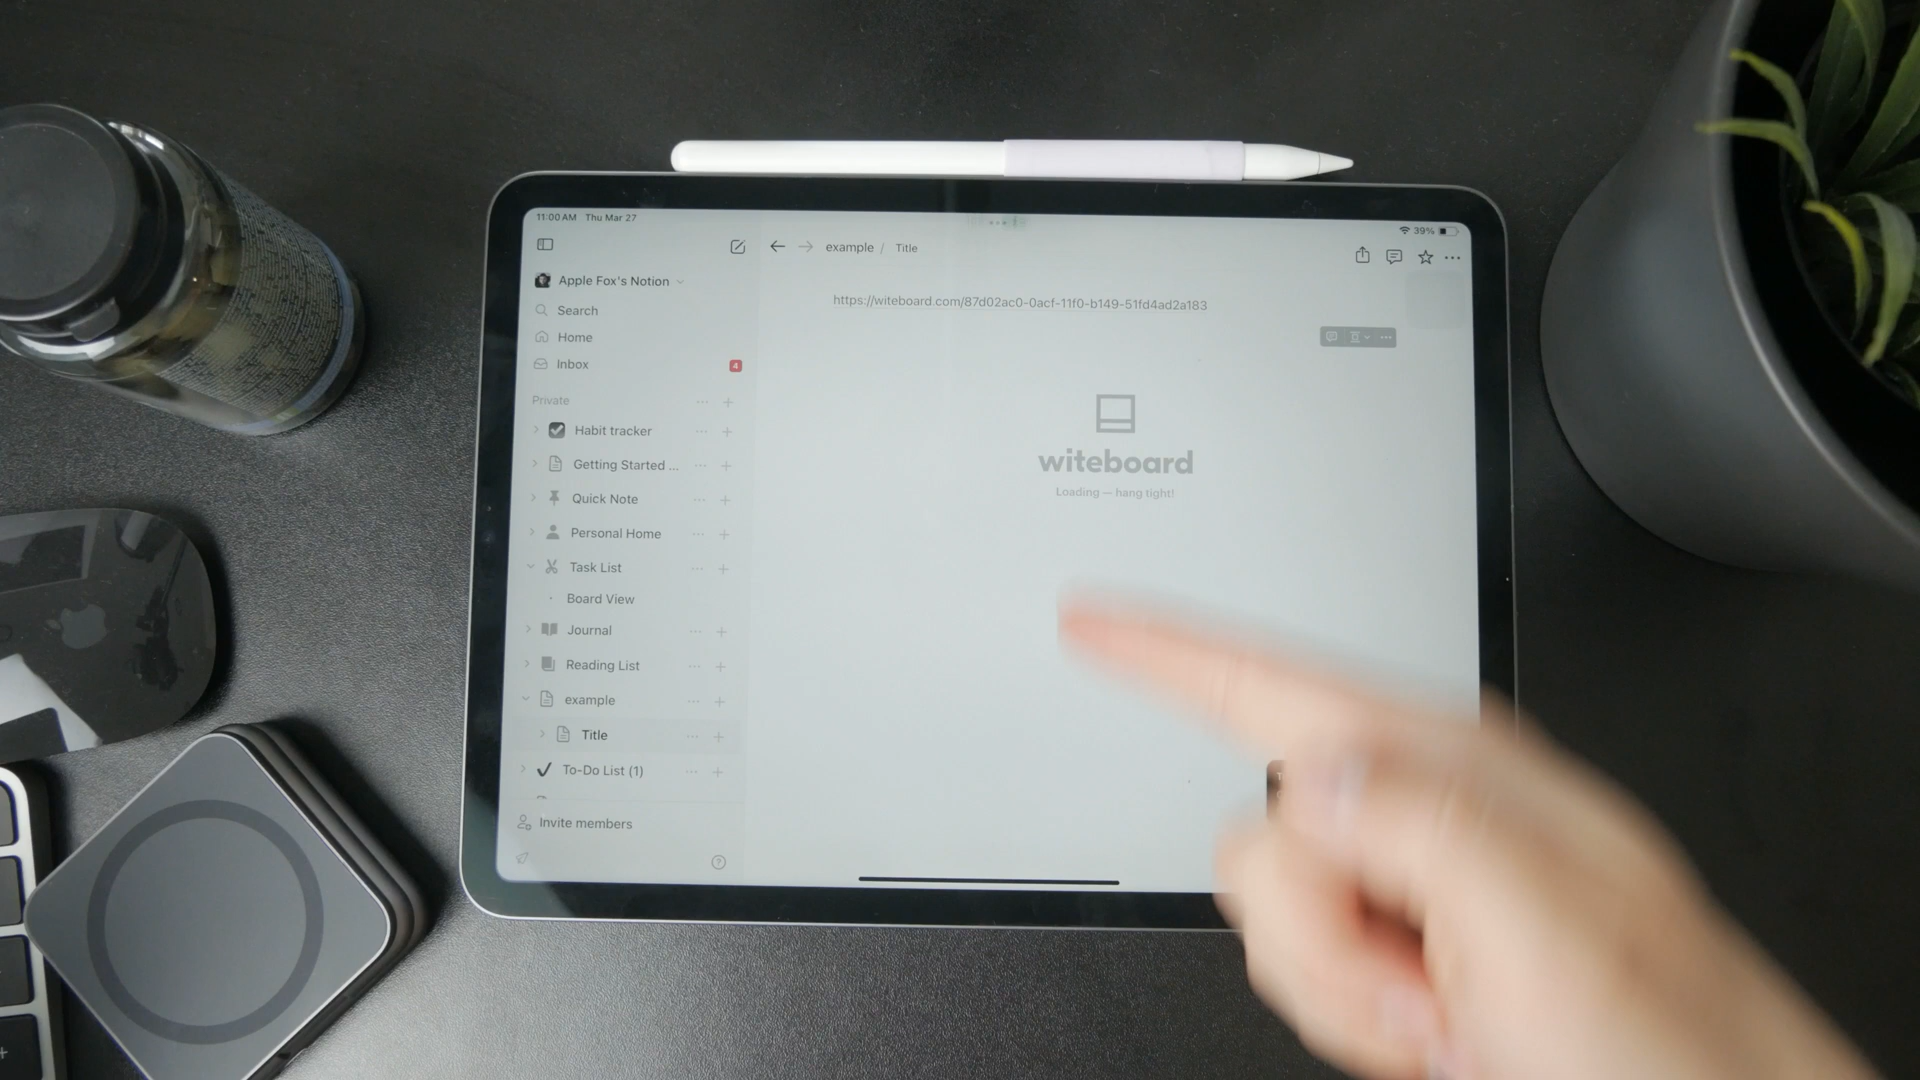 11:00 AM Thu Mar 27
39%
example / Title
Apple Fox's Notion
Search
Home
Inbox
4
Private
Habit tracker
Getting Started ...
Quick Note
Personal Home
Task List
Board View
Journal
Reading List
example
Title
To-Do List (1)
Invite members
https://witeboard.com/87d02ac0-0acf-11f0-b149-51fd4ad2a183
witeboard
Loading — hang tight!